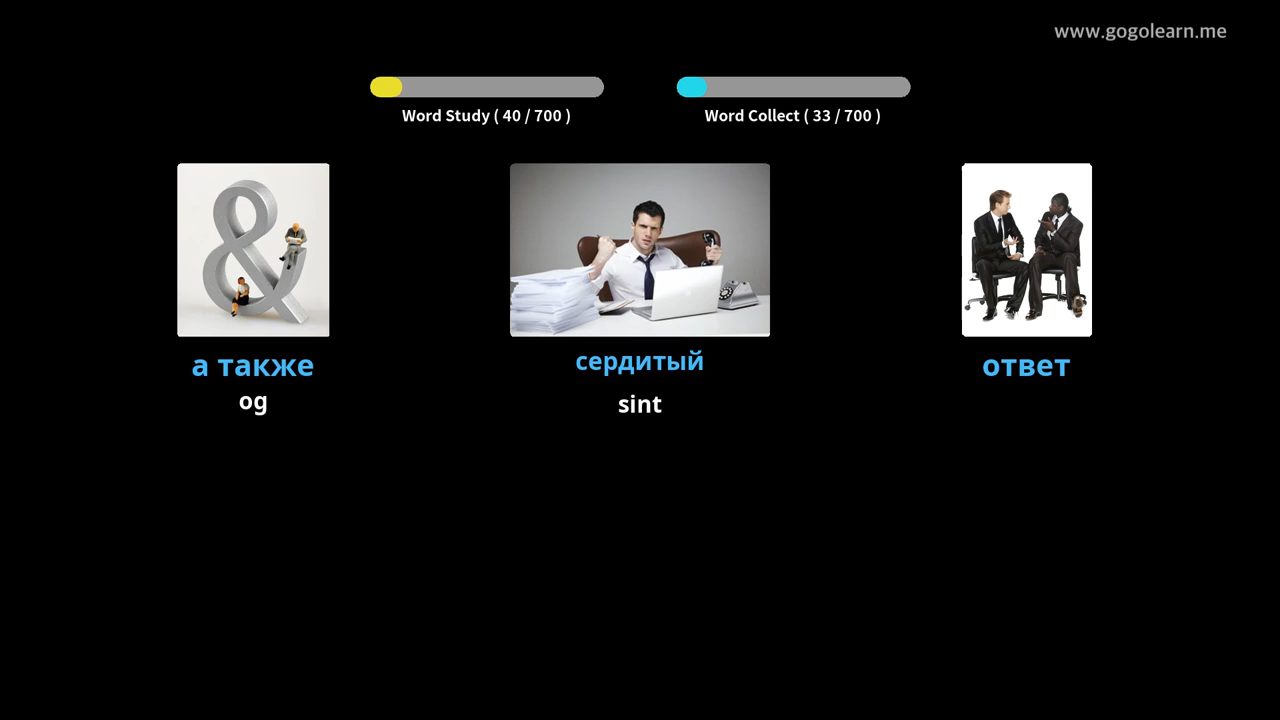 www.gogolearn.me
Word Study ( 40 / 700 )
Word Collect ( 33 / 700 )
&
а также
og
сердитый
sint
ответ